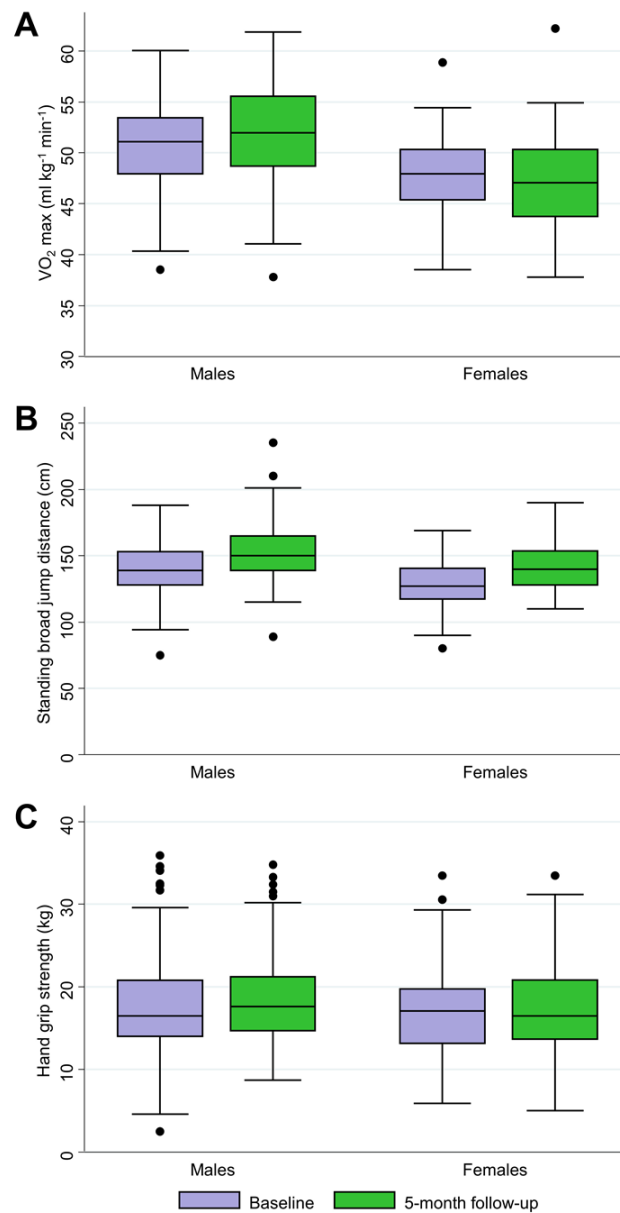 A
VO₂ max (ml kg⁻¹ min⁻¹)
60
55
50
45
40
35
30
Males Females
B
Standing broad jump distance (cm)
250
200
150
100
50
0
Males Females
C
Hand grip strength (kg)
40
30
20
10
0
Males Females
Baseline 5-month follow-up